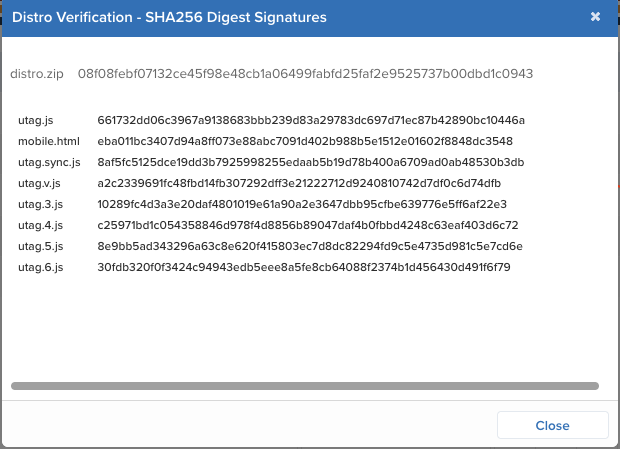 Distro Verification - SHA256 Digest Signatures
distro.zip 08f08febf07132ce45f98e48cb1a06499fabfd25faf2e9525737b00dbd1c0943
utag.js 661732dd06c3967a9138683bbb239d83a29783dc697d71ec87b42890bc10446a
mobile.html eba011bc3407d94a8ff073e88abc7091d402b988b5e1512e01602f8848dc3548
utag.sync.js 8af5fc5125dce19dd3b7925998255edaab5b19d78b400a6709ad0ab48530b3db
utag.v.js a2c2339691fc48fbd14fb307292dff3e21222712d9240810742d7df0c6d74dfb
utag.3.js 10289fc4d3a3e20daf4801019e61a90a2e3647dbb95cfbe639776e5ff6af22e3
utag.4.js c25971bd1c054358846d978f4d8856b89047daf4b0fbbd4248c63eaf403d6c72
utag.5.js 8e9bb5ad343296a63c8e620f415803ec7d8dc82294fd9c5e4735d981c5e7cd6e
utag.6.js 30fdb320f0f3424c94943edb5eee8a5fe8cb64088f2374b1d456430d491f6f79
Close